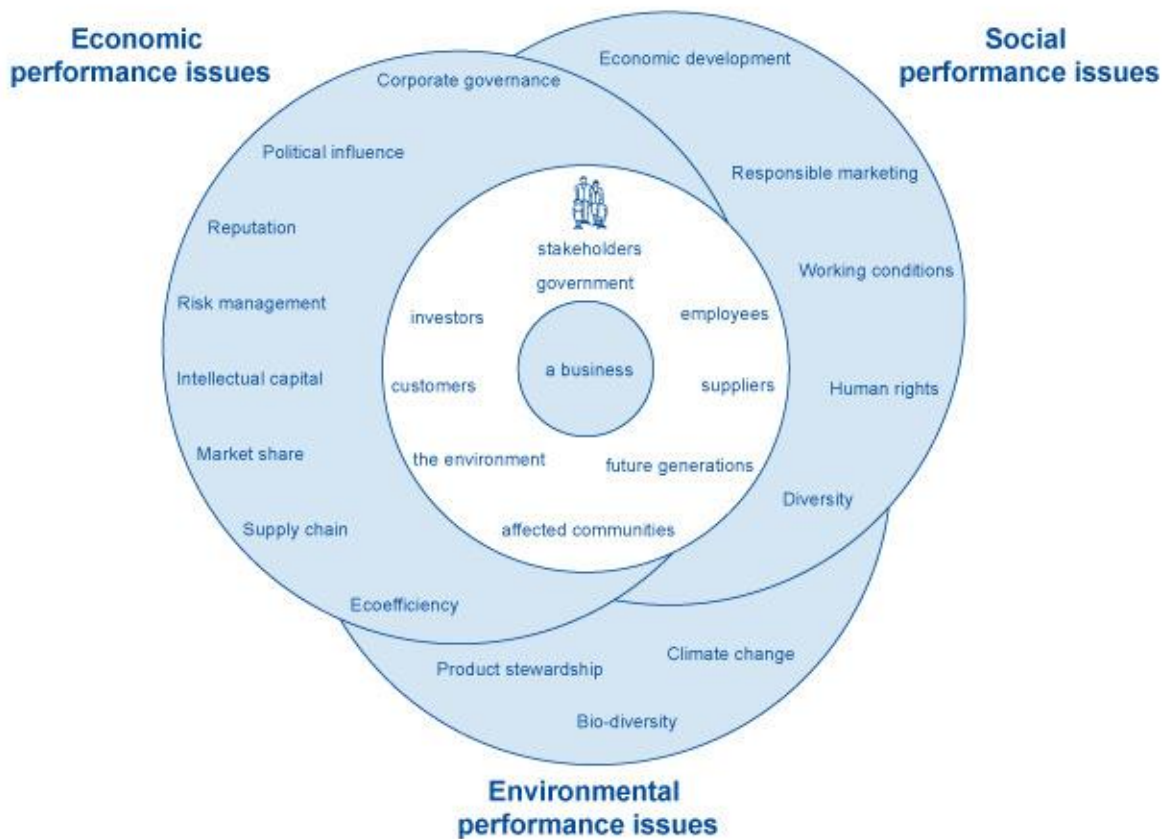 Economic
performance issues
Social
performance issues
Economic development
Corporate governance
Political influence
Responsible marketing
Reputation
stakeholders
Working conditions
government
Risk management
investors
employees
a business
Intellectual capital
customers
suppliers
Human rights
Market share
the environment
future generations
Diversity
Supply chain
affected communities
Ecoefficiency
Climate change
Product stewardship
Bio-diversity
Environmental
performance issues